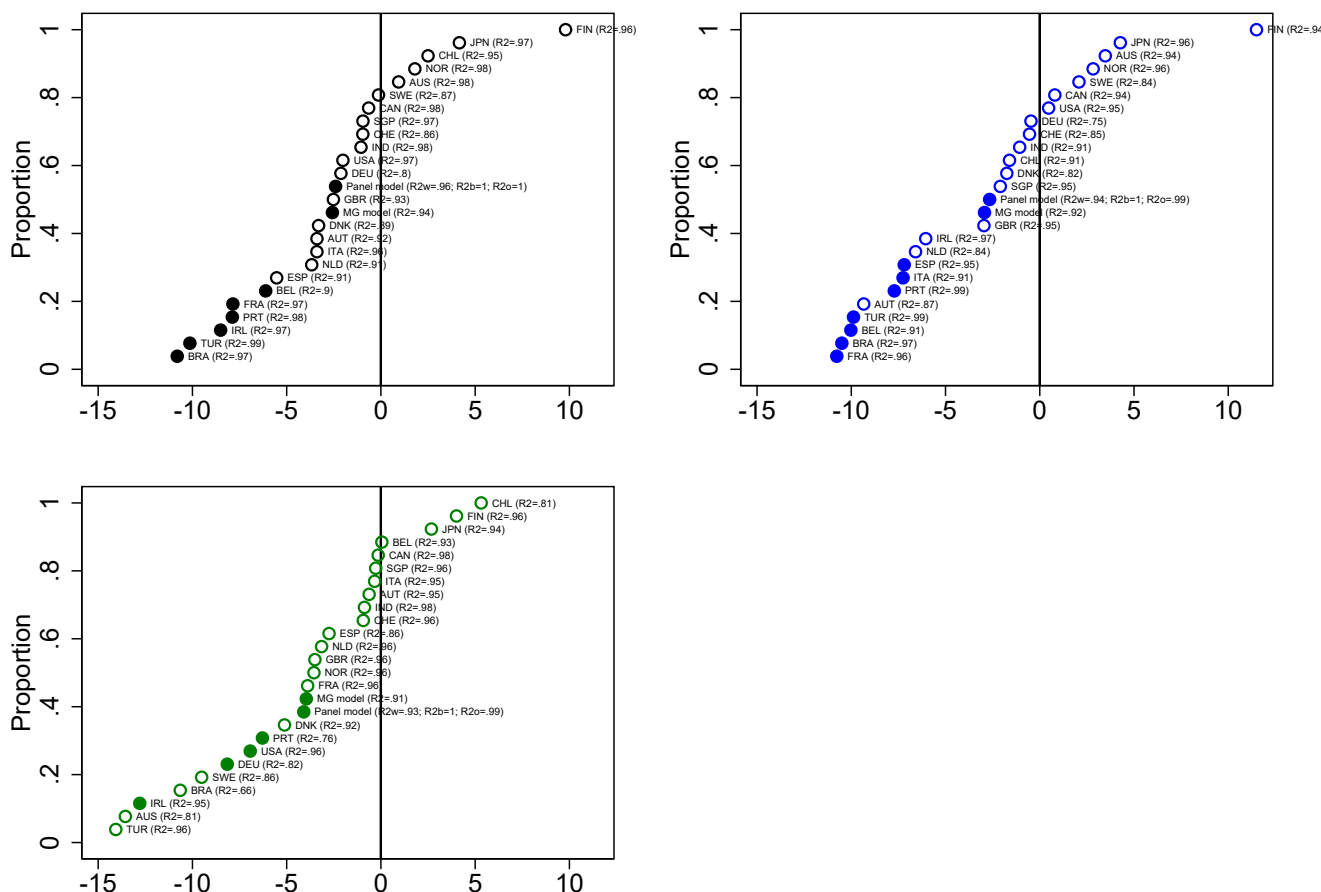 Proportion
1
.8
.6
.4
.2
0
FIN (R2=.96)
JPN (R2=.97)
CHL (R2=.95)
NOR (R2=.98)
AUS (R2=.98)
SWE (R2=.87)
CAN (R2=.98)
SGP (R2=.97)
CHE (R2=.86)
IND (R2=.98)
USA (R2=.97)
DEU (R2=.8)
Panel model (R2w=.96; R2b=1; R2o=1)
GBR (R2=.93)
MG model (R2=.94)
DNK (R2=.89)
AUT (R2=.92)
ITA (R2=.96)
NLD (R2=.91)
ESP (R2=.91)
BEL (R2=.9)
FRA (R2=.97)
PRT (R2=.98)
IRL (R2=.97)
TUR (R2=.99)
BRA (R2=.97)
-15 -10 -5 0 5 10
Proportion
1
.8
.6
.4
.2
0
FIN (R2=.94
JPN (R2=.96)
AUS (R2=.94)
NOR (R2=.96)
SWE (R2=.84)
CAN (R2=.94)
USA (R2=.95)
DEU (R2=.75)
CHE (R2=.85)
IND (R2=.91)
CHL (R2=.91)
DNK (R2=.82)
SGP (R2=.95)
Panel model (R2w=.94; R2b=1; R2o=.99)
MG model (R2=.92)
GBR (R2=.95)
IRL (R2=.97)
NLD (R2=.84)
ESP (R2=.95)
ITA (R2=.91)
PRT (R2=.99)
AUT (R2=.87)
TUR (R2=.99)
BEL (R2=.91)
BRA (R2=.97)
FRA (R2=.96)
-15 -10 -5 0 5 10
Proportion
1
.8
.6
.4
.2
0
CHL (R2=.81)
FIN (R2=.96)
JPN (R2=.94)
BEL (R2=.93)
CAN (R2=.98)
SGP (R2=.96)
ITA (R2=.95)
AUT (R2=.95)
IND (R2=.98)
CHE (R2=.96)
ESP (R2=.86)
NLD (R2=.96)
GBR (R2=.96)
NOR (R2=.96)
FRA (R2=.96)
MG model (R2=.91)
Panel model (R2w=.93; R2b=1; R2o=.99)
DNK (R2=.92)
PRT (R2=.76)
USA (R2=.96)
DEU (R2=.82)
SWE (R2=.86)
BRA (R2=.66)
IRL (R2=.95)
AUS (R2=.81)
TUR (R2=.96)
-15 -10 -5 0 5 10